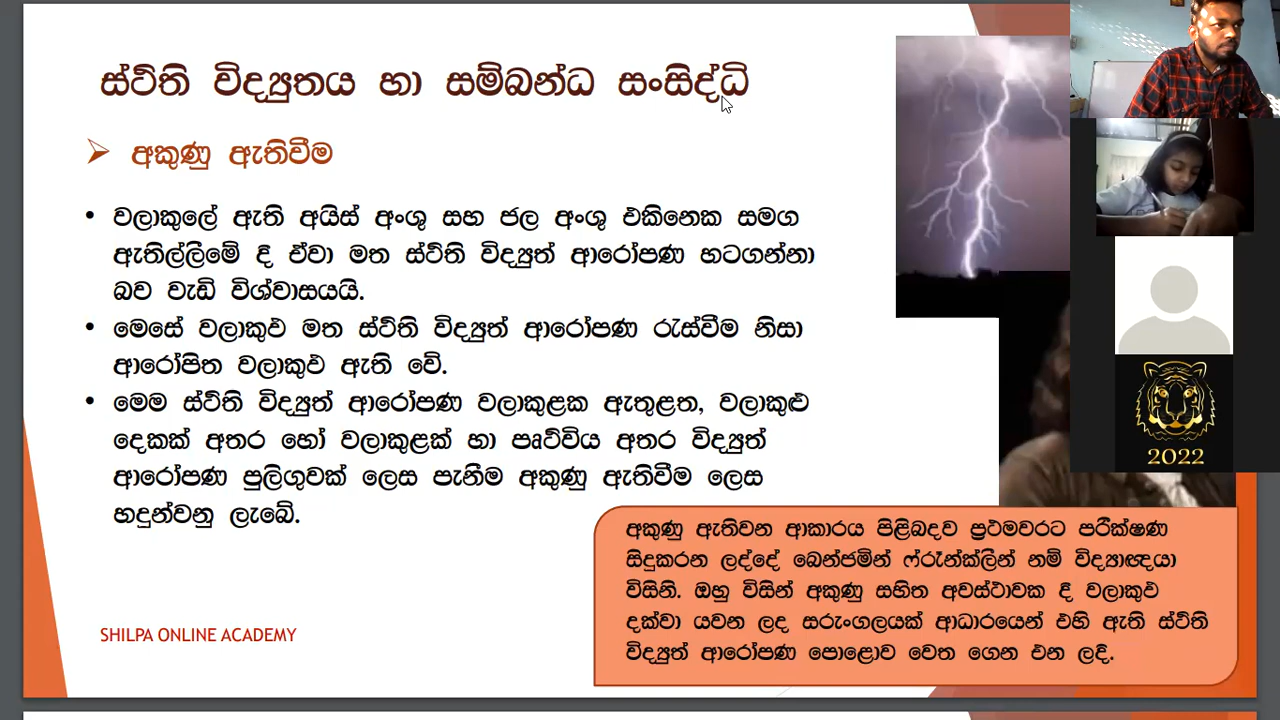 ස්ථිති විද්‍යුතය හා සම්බන්ධ සංසිද්ධි
අකුණු ඇතිවීම
• වලාකුලේ ඇති අයිස් අංශු සහ ජල අංශු එකිනෙක සමග
ඇතිල්ලීමේ දී ඒවා මත ස්ථිති විද්‍යුත් ආරෝපණ හටගන්නා
බව වැඩි විශ්වාසයයි.
• මෙසේ වලාකුළු මත ස්ථිති විද්‍යුත් ආරෝපණ රැස්වීම නිසා
ආරෝපිත වලාකුළු ඇති වේ.
• මෙම ස්ථිති විද්‍යුත් ආරෝපණ වලාකුළක ඇතුළත, වලාකුළු
දෙකක් අතර හෝ වලාකුළක් හා පෘථිවිය අතර විද්‍යුත්
ආරෝපණ පුලිගුවක් ලෙස පැනීම අකුණු ඇතිවීම ලෙස
හදුන්වනු ලැබේ.
අකුණු ඇතිවන ආකාරය පිළිබදව ප්‍රථමවරට පරීක්ෂණ
සිදුකරන ලද්දේ බෙන්ජමින් ෆ්රෑන්ක්ලීන් නම් විද්‍යාඥයා
විසිනි. ඔහු විසින් අකුණු සහිත අවස්ථාවක දී වලාකුළු
දක්වා යවන ලද සරුංගලයක් ආධාරයෙන් එහි ඇති ස්ථිති
විද්‍යුත් ආරෝපණ පොළොව වෙත ගෙන එන ලදී.
SHILPA ONLINE ACADEMY
2022